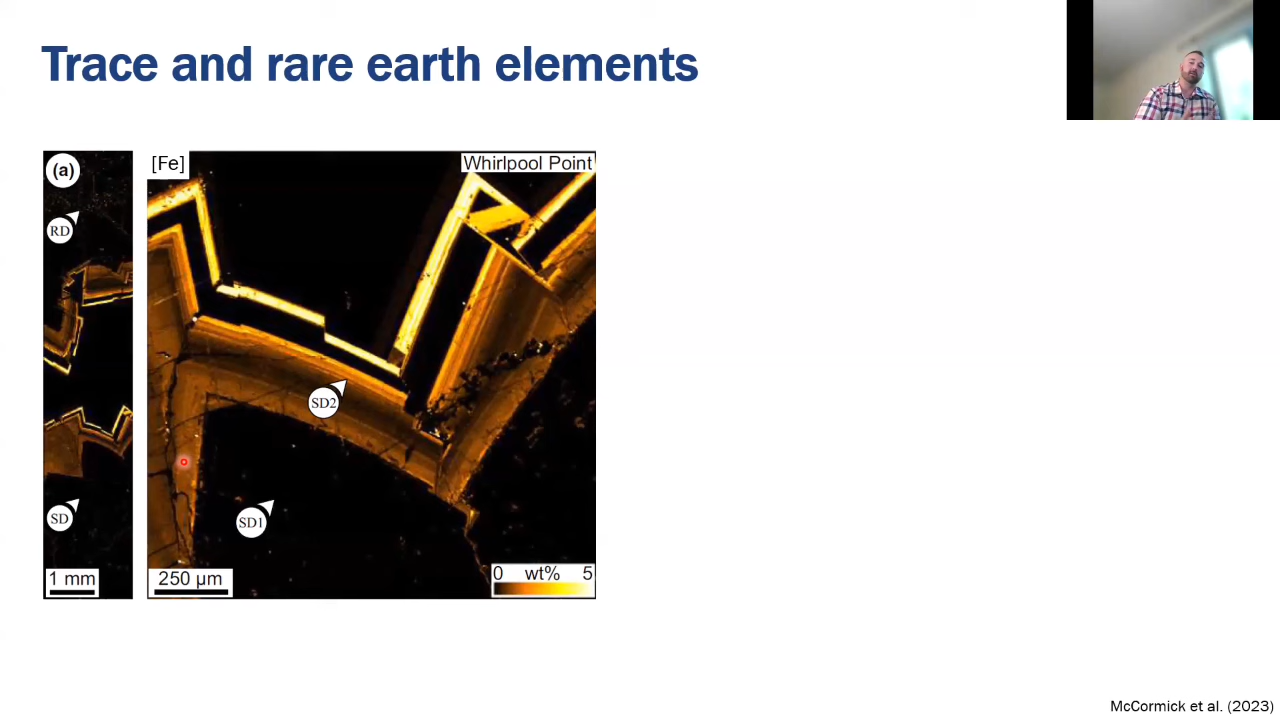 Trace and rare earth elements
(a)
[Fe]
Whirlpool Point
RD
SD2
SD
SD1
1 mm
250 µm
0 wt% 5
McCormick et al. (2023)